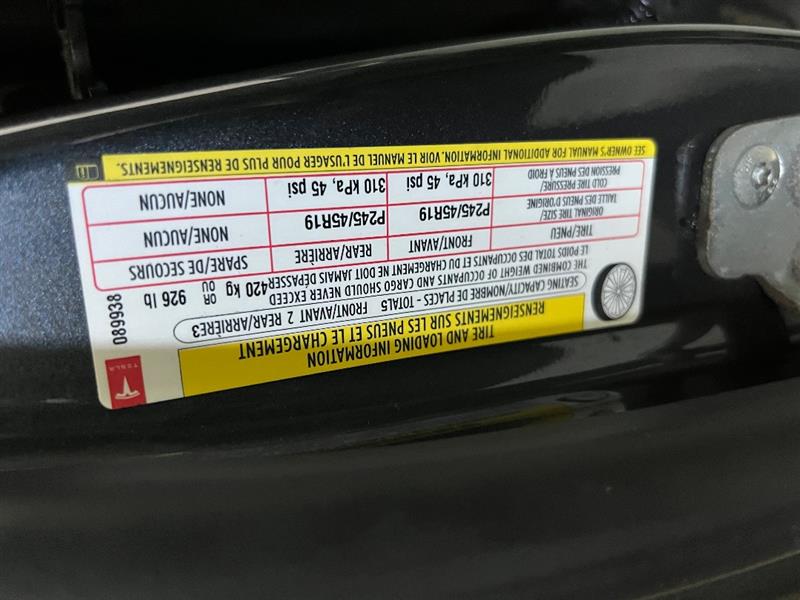 TIRE AND LOADING INFORMATION
RENSEIGNEMENTS SUR LES PNEUS ET LE CHARGEMENT
TESLA
SEATING CAPACITY/NOMBRE DE PLACES - TOTAL5 FRONT/AVANT 2 REAR/ARRIÈRE3
THE COMBINED WEIGHT OF OCCUPANTS AND CARGO SHOULD NEVER EXCEED
LE POIDS TOTAL DES OCCUPANTS ET DU CHARGEMENT NE DOIT JAMAIS DÉPASSER
420 kg OR OU 926 lb
089938
TIRE/PNEU FRONT/AVANT REAR/ARRIÈRE SPARE/DE SECOURS
ORIGINAL TIRE SIZE/ TAILLE DES PNEUS D'ORIGINE P245/45R19 P245/45R19 NONE/AUCUN
COLD TIRE PRESSURE/ PRESSION DES PNEUS À FROID 310 kPa, 45 psi 310 kPa, 45 psi NONE/AUCUN
SEE OWNER'S MANUAL FOR ADDITIONAL INFORMATION. VOIR LE MANUEL DE L'USAGER POUR PLUS DE RENSEIGNEMENTS.